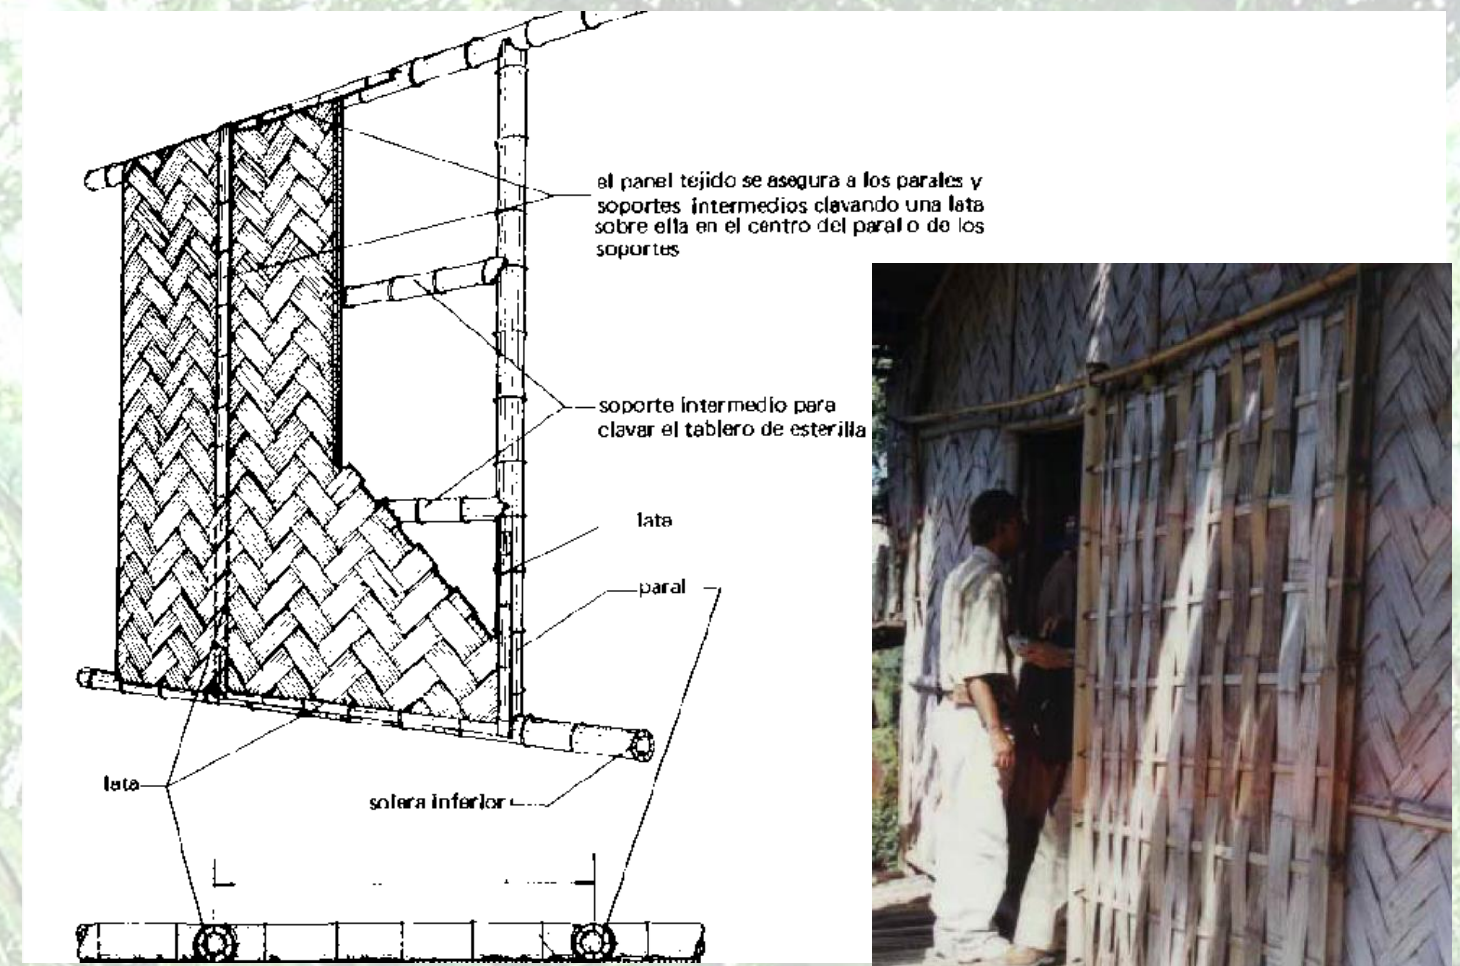 el panel tejido se asegura a los parales y
soportes intermedios clavando una lata
sobre ella en el centro del paral o de los
soportes
soporte intermedio para
clavar el tablero de esterilla
lata
paral
lata
solera inferior